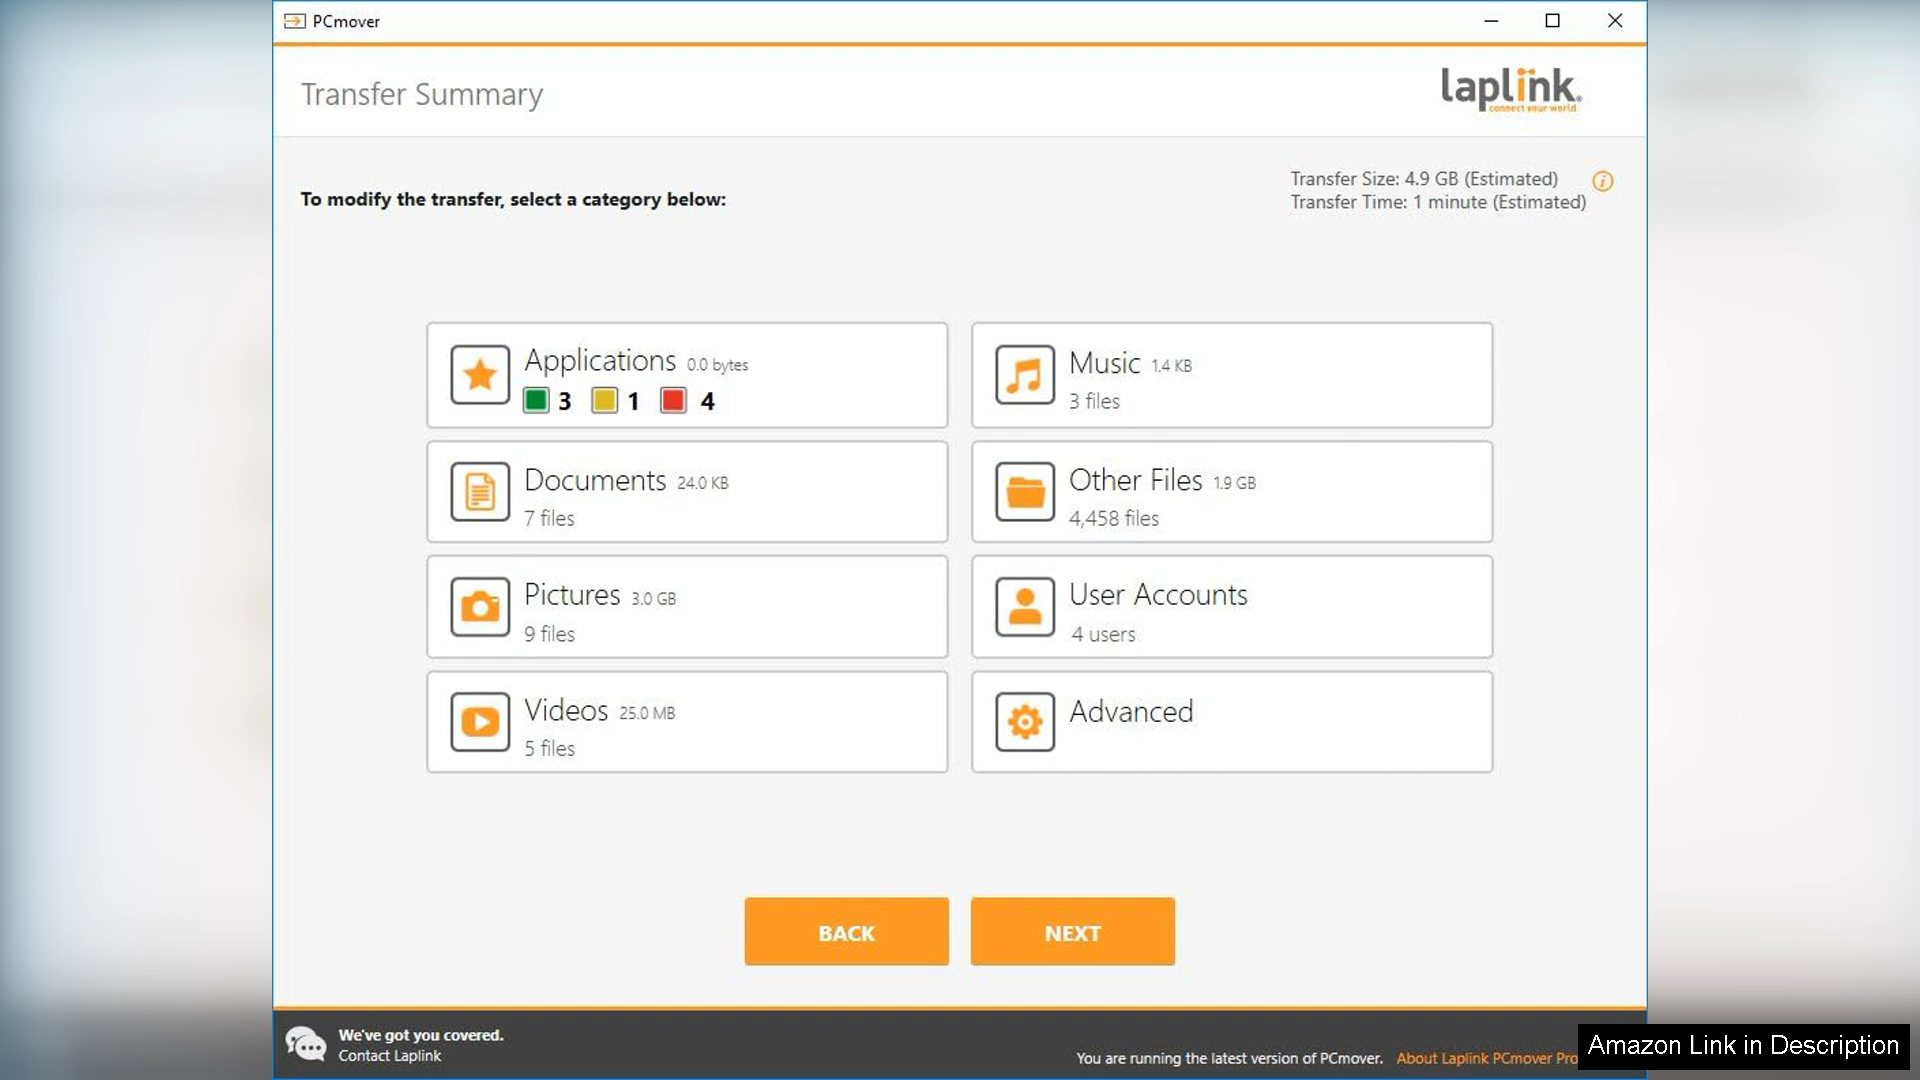 PCmover
Transfer Summary
laplink®
connect your world
To modify the transfer, select a category below:
Transfer Size: 4.9 GB (Estimated)
Transfer Time: 1 minute (Estimated)
Applications 0.0 bytes
3 1 4
Music 1.4 KB
3 files
Documents 24.0 KB
7 files
Other Files 1.9 GB
4,458 files
Pictures 3.0 GB
9 files
User Accounts
4 users
Videos 25.0 MB
5 files
Advanced
BACK
NEXT
We've got you covered.
Contact Laplink
You are running the latest version of PCmover. About Laplink PCmover Pro
Amazon Link in Description